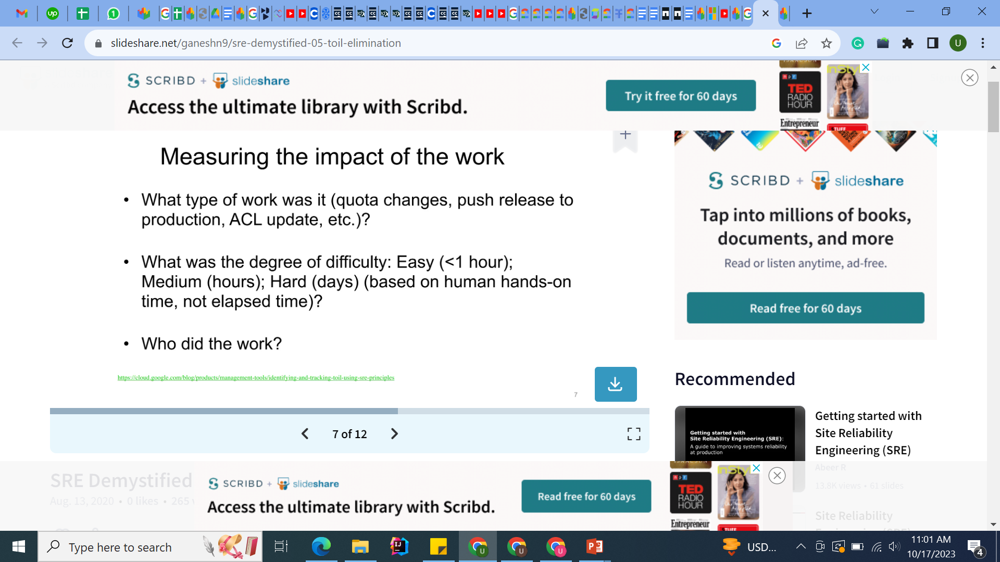 slideshare.net/ganeshn9/sre-demystified-05-toil-elimination
U
SCRIBD + slideshare
Access the ultimate library with Scribd.
Try it free for 60 days
TED
RADIO
HOUR
InStyl
Entrepreneur
Measuring the impact of the work
• What type of work was it (quota changes, push release to
production, ACL update, etc.)?
• What was the degree of difficulty: Easy (<1 hour);
Medium (hours); Hard (days) (based on human hands-on
time, not elapsed time)?
• Who did the work?
https://cloud.google.com/blog/products/management-tools/identifying-and-tracking-toil-using-sre-principles
7
7 of 12
SCRIBD + slideshare
Tap into millions of books,
documents, and more
Read or listen anytime, ad-free.
Read free for 60 days
Recommended
Getting started with
Site Reliability Engineering (SRE):
A guide to improving systems reliability
at production
Getting started with
Site Reliability
Engineering (SRE)
Abeer R
13.8K views • 61 slides
Site Reliability
SRE Demystified
Aug. 13, 2020 • 0 likes • 265
SCRIBD + slideshare
Access the ultimate library with Scribd.
Read free for 60 days
TED
RADIO
HOUR
InStyl
Entrepreneur
Type here to search
USD...
11:01 AM
10/17/2023
4